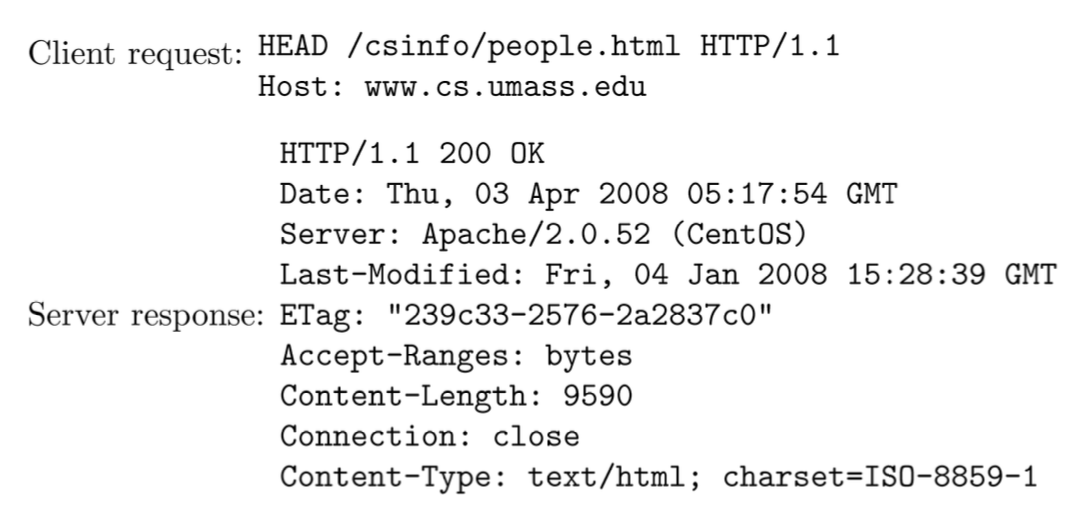 Client request: HEAD /csinfo/people.html HTTP/1.1
Host: www.cs.umass.edu
HTTP/1.1 200 OK
Date: Thu, 03 Apr 2008 05:17:54 GMT
Server: Apache/2.0.52 (CentOS)
Last-Modified: Fri, 04 Jan 2008 15:28:39 GMT
Server response: ETag: "239c33-2576-2a2837c0"
Accept-Ranges: bytes
Content-Length: 9590
Connection: close
Content-Type: text/html; charset=ISO-8859-1